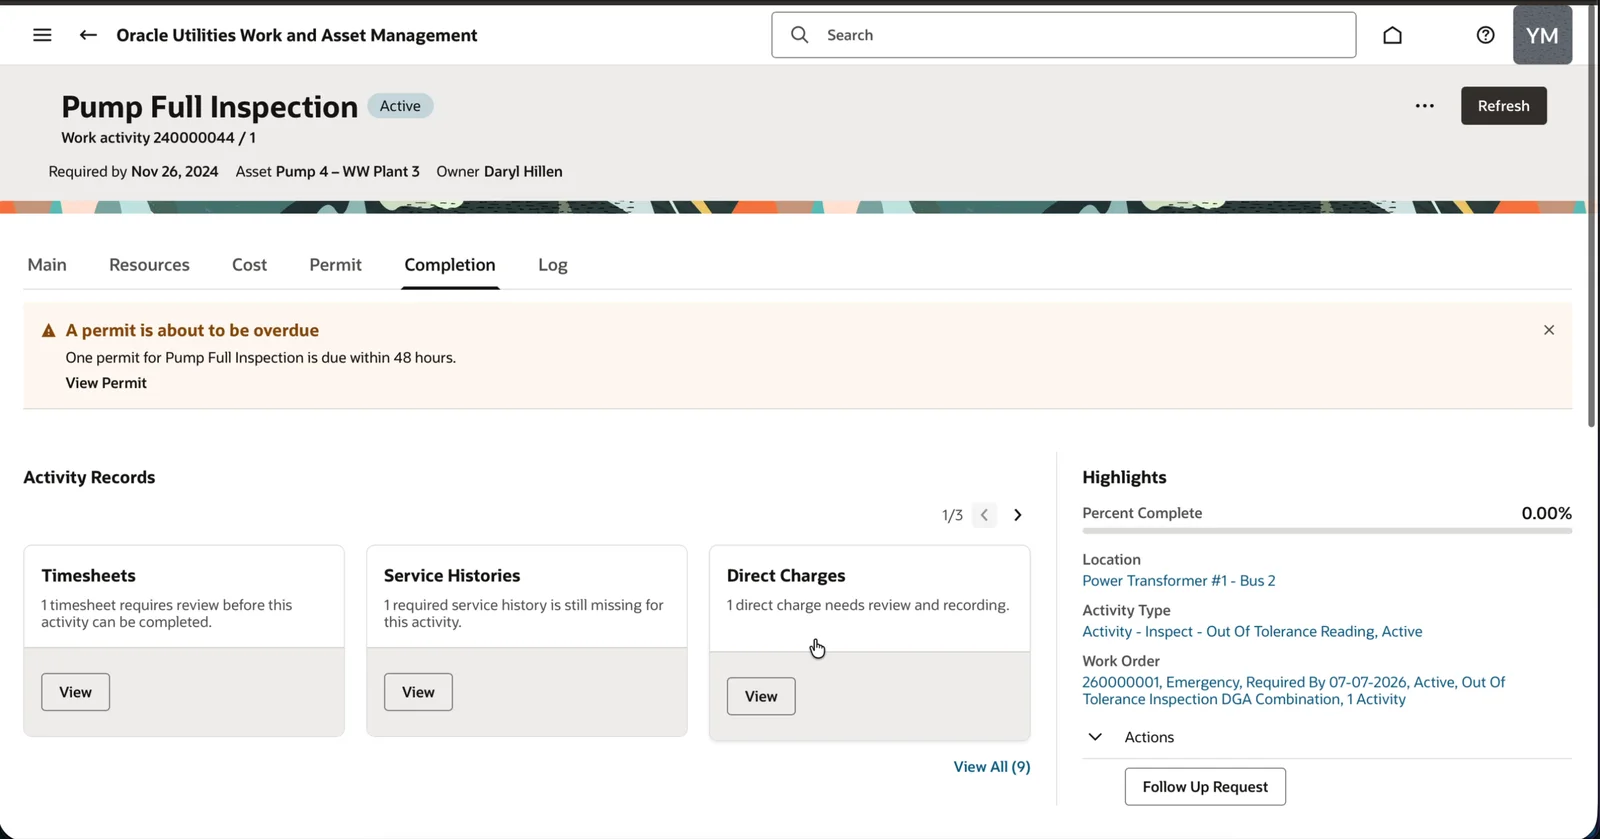 Oracle Utilities Work and Asset Management
Search
YM
Pump Full Inspection
Active
Refresh
Work activity 240000044 / 1
Required by Nov 26, 2024 Asset Pump 4 – WW Plant 3 Owner Daryl Hillen
Main Resources Cost Permit Completion Log
A permit is about to be overdue
One permit for Pump Full Inspection is due within 48 hours.
View Permit
Activity Records
1/3
Timesheets
1 timesheet requires review before this
activity can be completed.
View
Service Histories
1 required service history is still missing for
this activity.
View
Direct Charges
1 direct charge needs review and recording.
View
View All (9)
Highlights
Percent Complete 0.00%
Location
Power Transformer #1 - Bus 2
Activity Type
Activity - Inspect - Out Of Tolerance Reading, Active
Work Order
260000001, Emergency, Required By 07-07-2026, Active, Out Of
Tolerance Inspection DGA Combination, 1 Activity
Actions
Follow Up Request